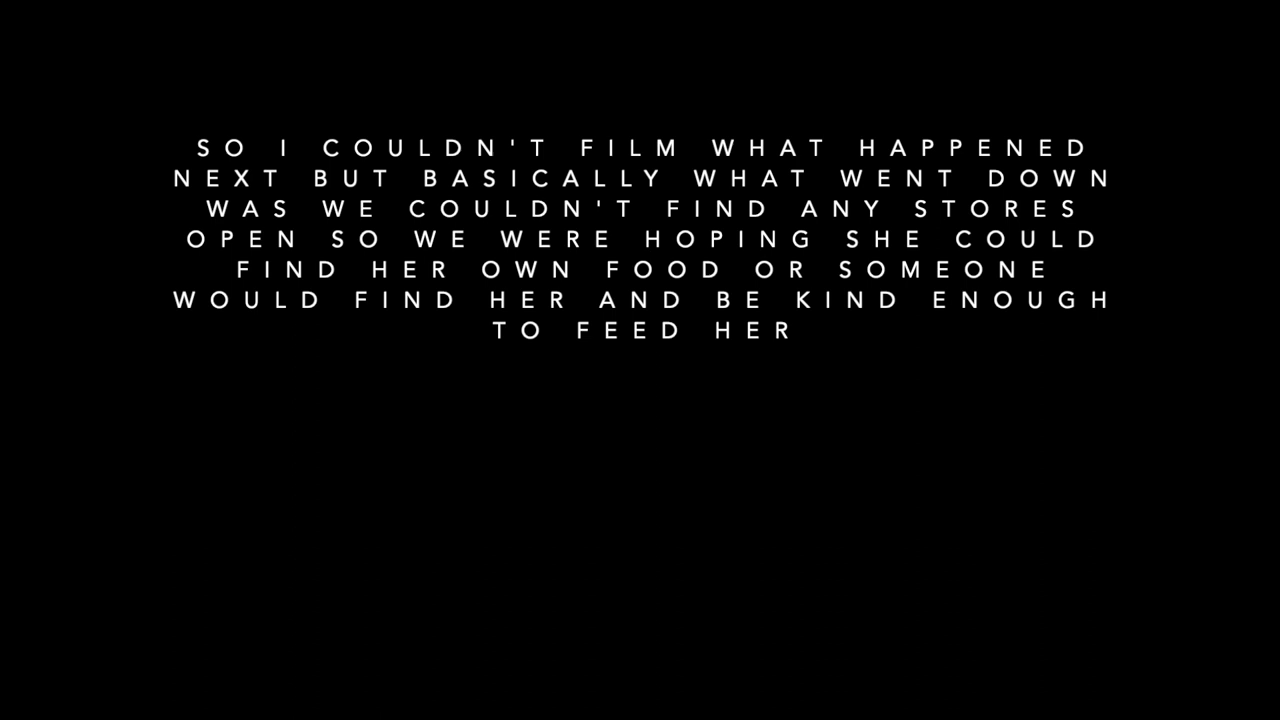 SO I COULDN'T FILM WHAT HAPPENED
NEXT BUT BASICALLY WHAT WENT DOWN
WAS WE COULDN'T FIND ANY STORES
OPEN SO WE WERE HOPING SHE COULD
FIND HER OWN FOOD OR SOMEONE
WOULD FIND HER AND BE KIND ENOUGH
TO FEED HER